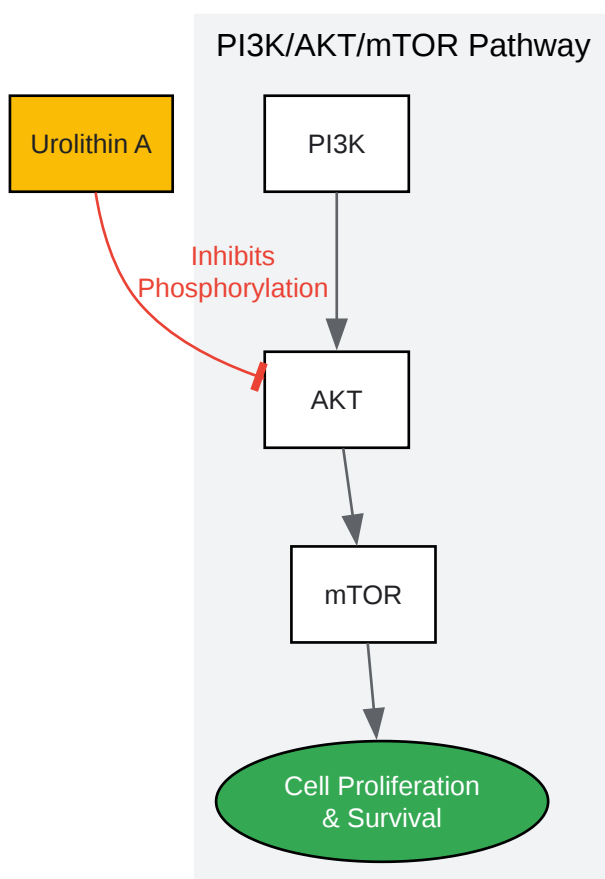 PI3K/AKT/mTOR Pathway
Urolithin A
PI3K
Inhibits
Phosphorylation
AKT
mTOR
Cell Proliferation
& Survival